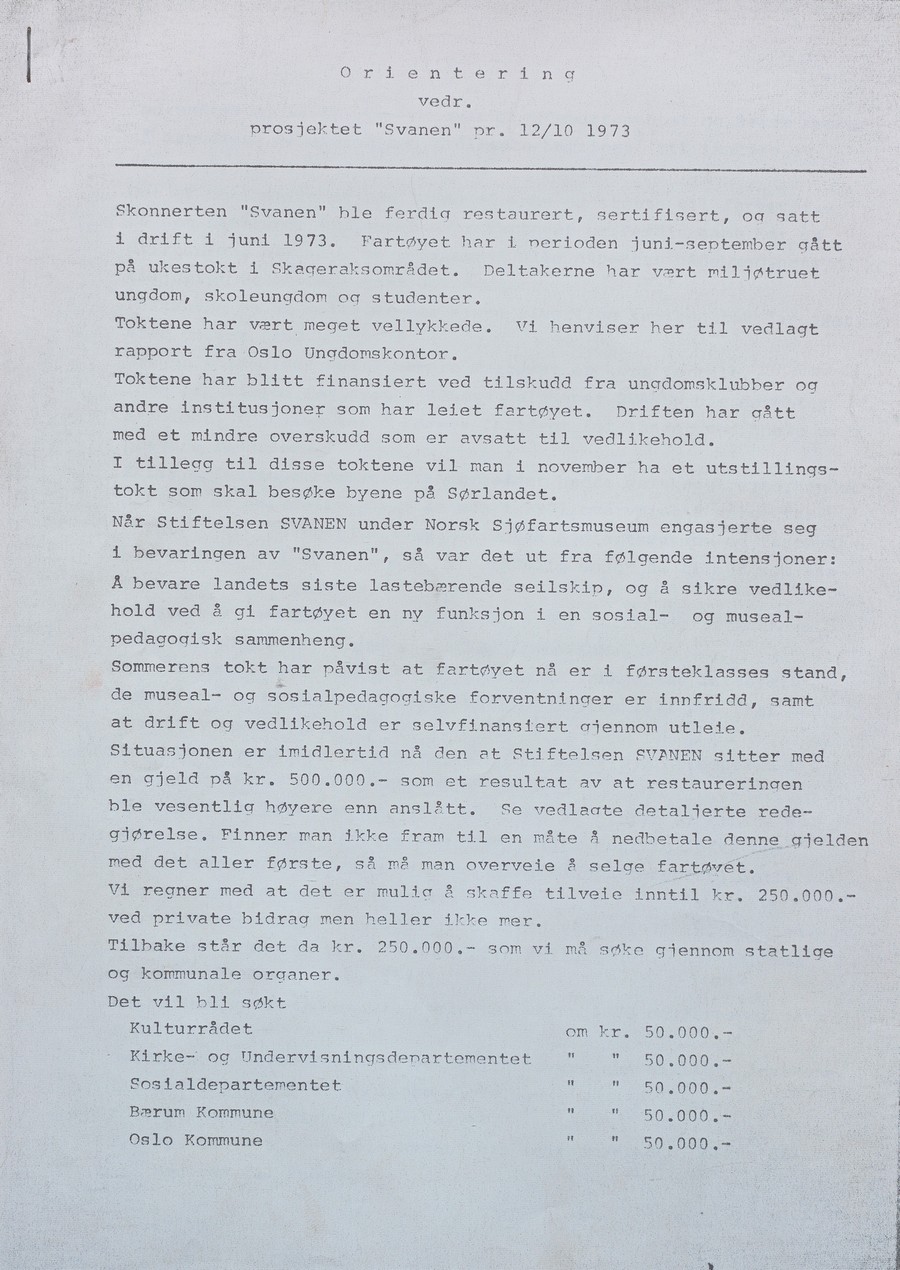 O r i e n t e r i n g
vedr.
prosjektet "Svanen" pr. 12/10 1973
Skonnerten "Svanen" ble ferdig restaurert, sertifisert, og satt
i drift i juni 1973. Fartøyet har i perioden juni-september gått
på ukestokt i Skageraksområdet. Deltakerne har vært miljøtruet
ungdom, skoleungdom og studenter.
Toktene har vært meget vellykkede. Vi henviser her til vedlagt
rapport fra Oslo Ungdomskontor.
Toktene har blitt finansiert ved tilskudd fra ungdomsklubber og
andre institusjoner som har leiet fartøyet. Driften har gått
med et mindre overskudd som er avsatt til vedlikehold.
I tillegg til disse toktene vil man i november ha et utstillings-
tokt som skal besøke byene på Sørlandet.
Når Stiftelsen SVANEN under Norsk Sjøfartsmuseum engasjerte seg
i bevaringen av "Svanen", så var det ut fra følgende intensjoner:
Å bevare landets siste lastebærende seilskip, og å sikre vedlike-
hold ved å gi fartøyet en ny funksjon i en sosial- og museal-
pedagogisk sammenheng.
Sommerens tokt har påvist at fartøyet nå er i førsteklasses stand,
de museal- og sosialpedagogiske forventninger er innfridd, samt
at drift og vedlikehold er selvfinansiert gjennom utleie.
Situasjonen er imidlertid nå den at Stiftelsen SVANEN sitter med
en gjeld på kr. 500.000.- som et resultat av at restaureringen
ble vesentlig høyere enn anslått. Se vedlagte detaljerte rede-
gjørelse. Finner man ikke fram til en måte å nedbetale denne gjelden
med det aller første, så må man overveie å selge fartøyet.
Vi regner med at det er mulig å skaffe tilveie inntil kr. 250.000.-
ved private bidrag men heller ikke mer.
Tilbake står det da kr. 250.000.- som vi må søke gjennom statlige
og kommunale organer.
Det vil bli søkt
Kulturrådet om kr. 50.000.-
Kirke- og Undervisningsdepartementet " " 50.000.-
Sosialdepartementet " " 50.000.-
Bærum Kommune " " 50.000.-
Oslo Kommune " " 50.000.-